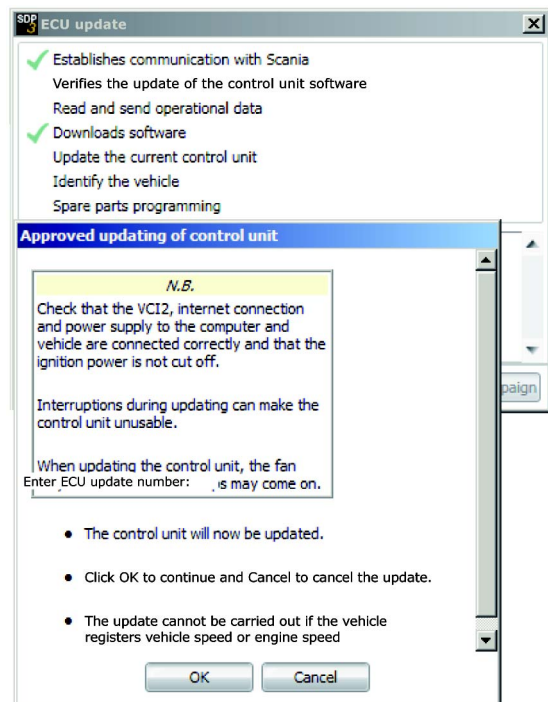 SDP
3 ECU update
Establishes communication with Scania
Verifies the update of the control unit software
Read and send operational data
Downloads software
Update the current control unit
Identify the vehicle
Spare parts programming
Approved updating of control unit
N.B.
Check that the VCI2, internet connection
and power supply to the computer and
vehicle are connected correctly and that the
ignition power is not cut off.
Interruptions during updating can make the
control unit unusable.
When updating the control unit, the fan
Enter ECU update number:
may come on.
paign
The control unit will now be updated.
Click OK to continue and Cancel to cancel the update.
The update cannot be carried out if the vehicle
registers vehicle speed or engine speed
OK Cancel